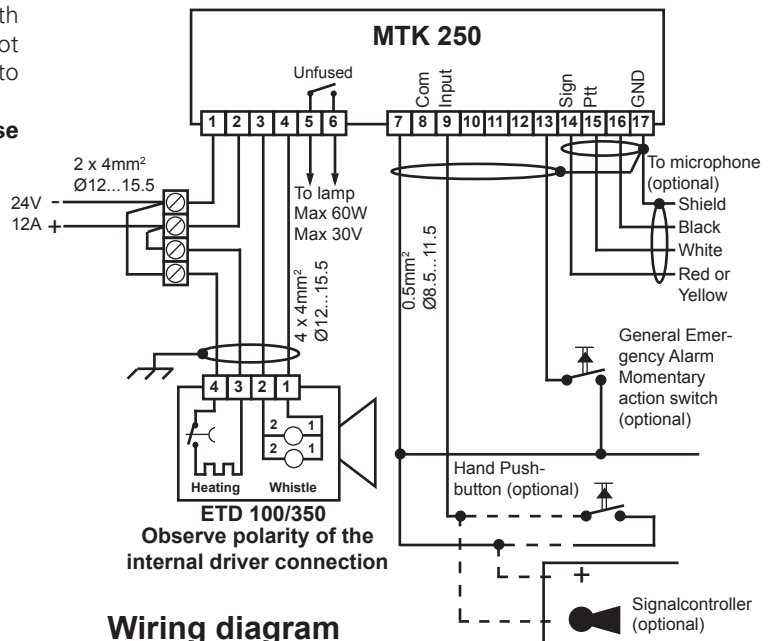 th
ot
to
se
MTK 250
Unfused
Com
Input
Sign
Ptt
GND
1 2 3 4 5 6
7 8 9 10 11 12 13 14 15 16 17
2 x 4mm²
Ø12...15.5
24V -
12A +
To lamp
Max 60W
Max 30V
4 x 4mm²
Ø12...15.5
0.5mm²
Ø8.5...11.5
To microphone
(optional)
Shield
Black
White
Red or
Yellow
General Emer-
gency Alarm
Momentary
action switch
(optional)
4 3 2 1
2 1
2 1
Heating Whistle
ETD 100/350
Observe polarity of the
internal driver connection
Hand Push-
button (optional)
+
Signalcontroller
(optional)
Wiring diagram